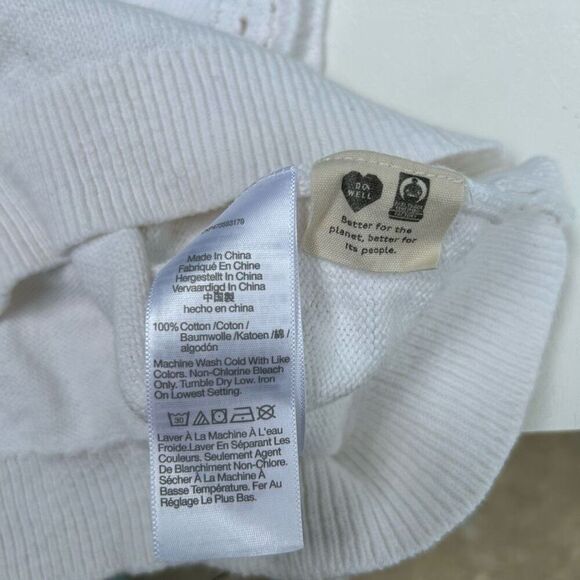 Made In China
Fabriqué En Chine
Hergestellt In China
Vervaardigd In China
中国製
hecho en china
100% Cotton /Coton /
Baumwolle /Katoen /綿/
algodón
Machine Wash Cold With Like
Colors. Non-Chlorine Bleach
Only. Tumble Dry Low. Iron
On Lowest Setting.
30
Laver À La Machine À L'eau
Froide.Laver En Séparant Les
Couleurs. Seulement Agent
De Blanchiment Non-Chlore.
Sécher À La Machine À
Basse Température. Fer Au
Réglage Le Plus Bas.
DO
WELL
Better for the
planet, better for
its people.